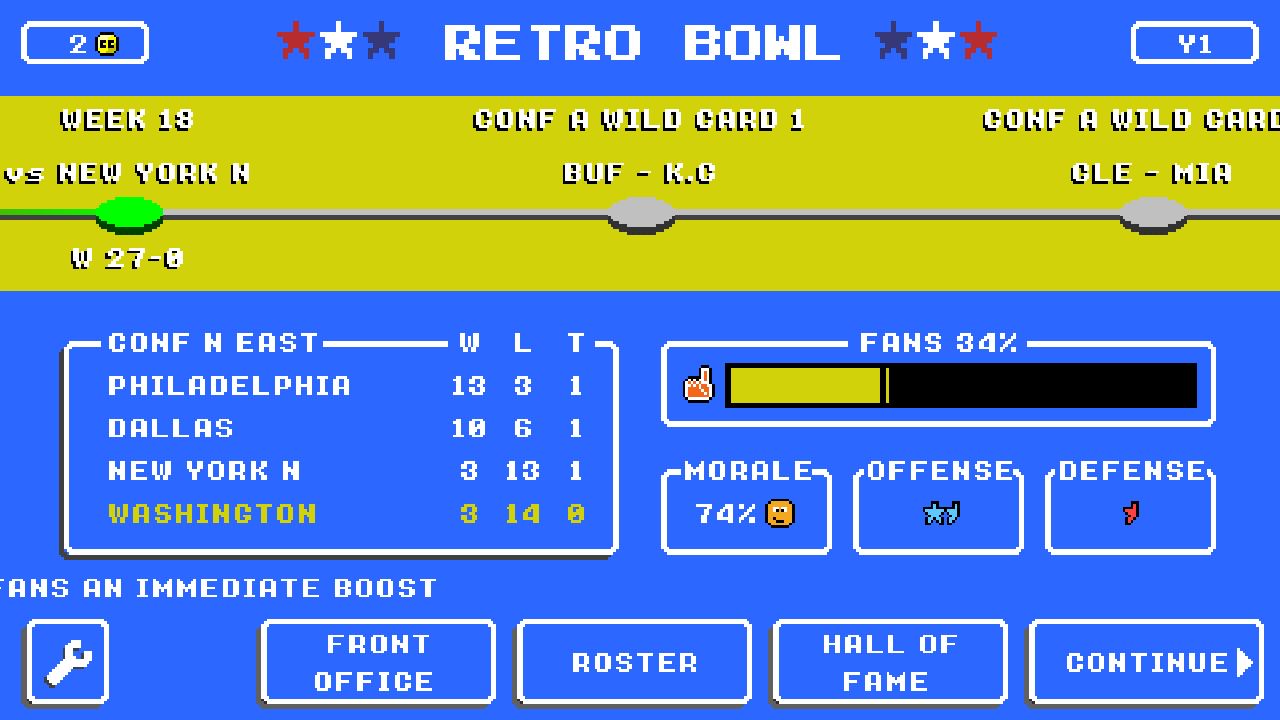 2 RETRO BOWL Y1
WEEK 18 CONF A WILD CARD 1 CONF A WILD CARD
vs NEW YORK N BUF - K.C CLE - MIA
W 27-0
CONF N EAST W L T
PHILADELPHIA 13 3 1
DALLAS 10 6 1
NEW YORK N 3 13 1
WASHINGTON 3 14 0
FANS 34%
MORALE OFFENSE DEFENSE
74%
FANS AN IMMEDIATE BOOST
FRONT OFFICE
ROSTER
HALL OF FAME
CONTINUE